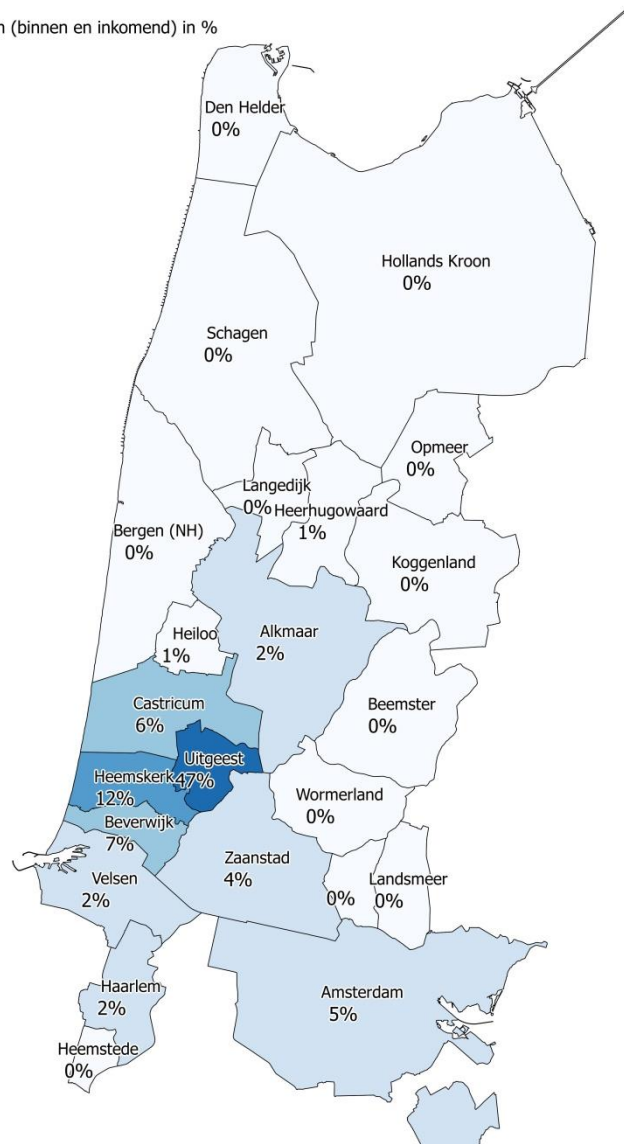 n (binnen en inkomend) in %
Den Helder
0%
Hollands Kroon
0%
Schagen
0%
Opmeer
0%
Langedijk
0%
Heerhugowaard
1%
Bergen (NH)
0%
Koggenland
0%
Heiloo
1%
Alkmaar
2%
Castricum
6%
Beemster
0%
Uitgeest
47%
Heemskerk
12%
Wormerland
0%
Beverwijk
7%
Zaanstad
4%
Velsen
2%
0%
Landsmeer
0%
Haarlem
2%
Amsterdam
5%
Heemstede
0%